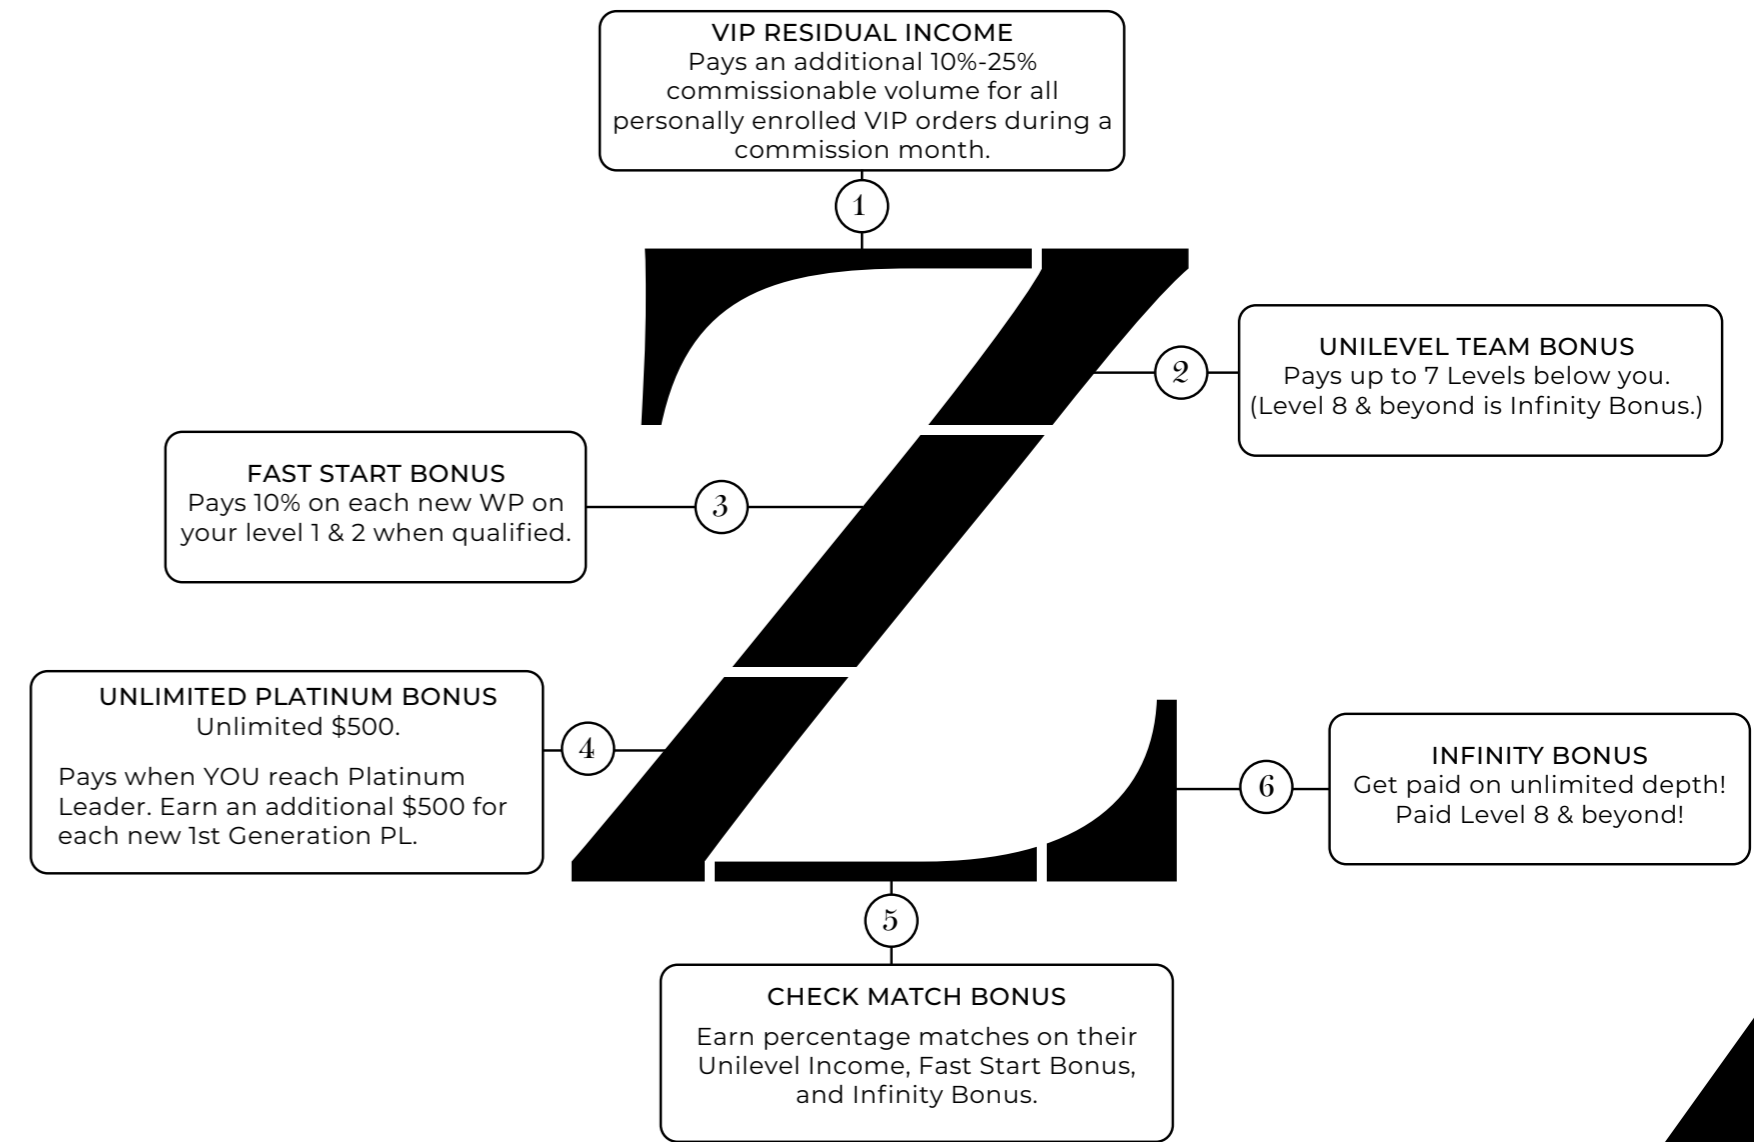 VIP RESIDUAL INCOME
Pays an additional 10%-25%
commissionable volume for all
personally enrolled VIP orders during a
commission month.
1
2
UNILEVEL TEAM BONUS
Pays up to 7 Levels below you.
(Level 8 & beyond is Infinity Bonus.)
FAST START BONUS
Pays 10% on each new WP on
your level 1 & 2 when qualified.
3
UNLIMITED PLATINUM BONUS
Unlimited $500.
Pays when YOU reach Platinum
Leader. Earn an additional $500 for
each new 1st Generation PL.
4
6
INFINITY BONUS
Get paid on unlimited depth!
Paid Level 8 & beyond!
5
CHECK MATCH BONUS
Earn percentage matches on their
Unilevel Income, Fast Start Bonus,
and Infinity Bonus.
Z